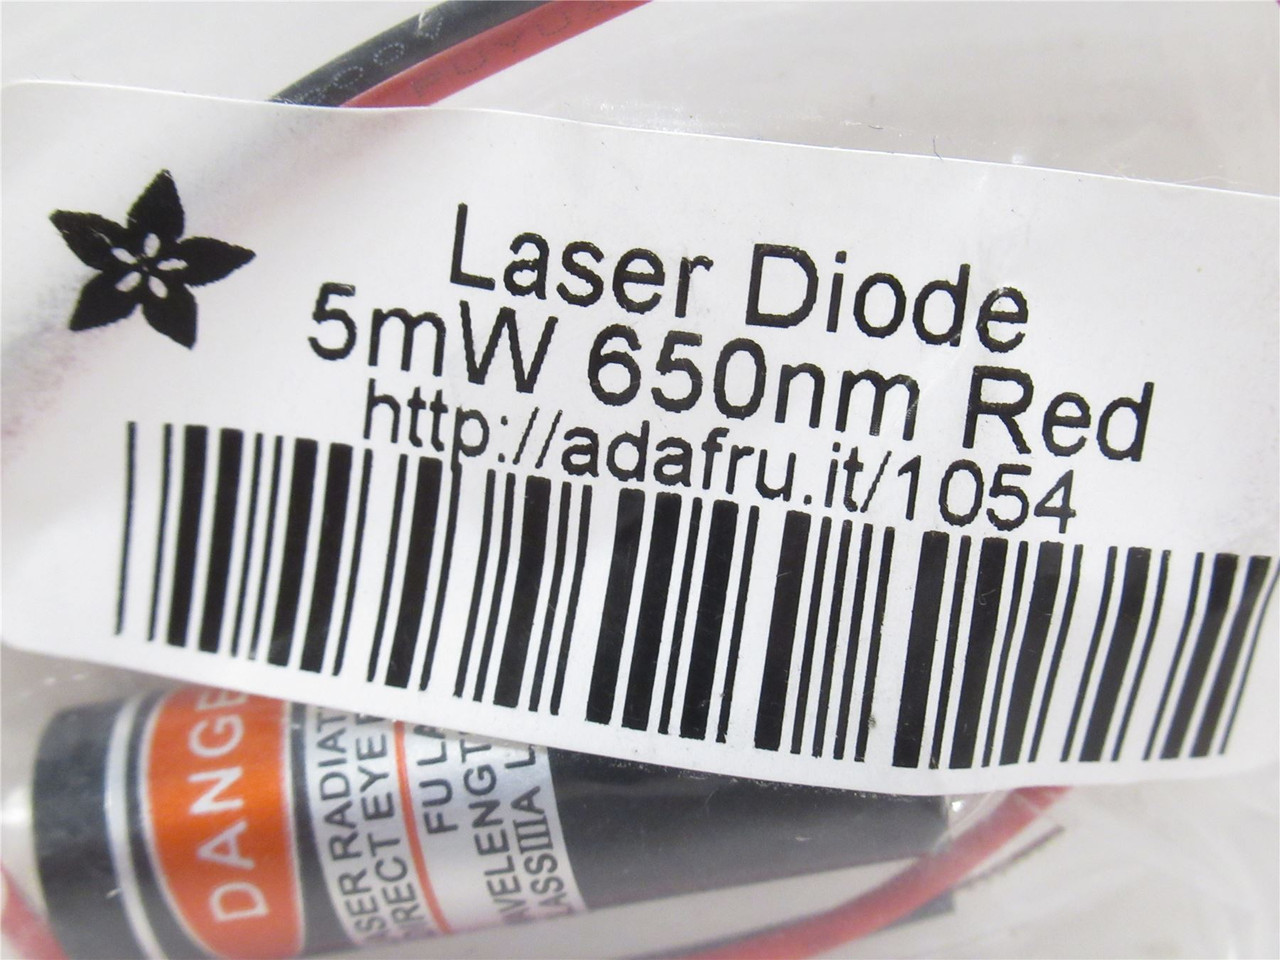 Laser Diode
5mW 650nm Red
http://adafru.it/1054
DANGE
SER RADIAT
RECT EYE
FU LA
VELENGT
LASSIIIA L